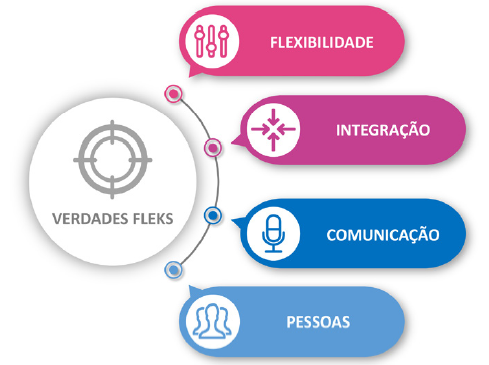 FLEXIBILIDADE
INTEGRAÇÃO
VERDADES FLEKS
COMUNICAÇÃO
PESSOAS